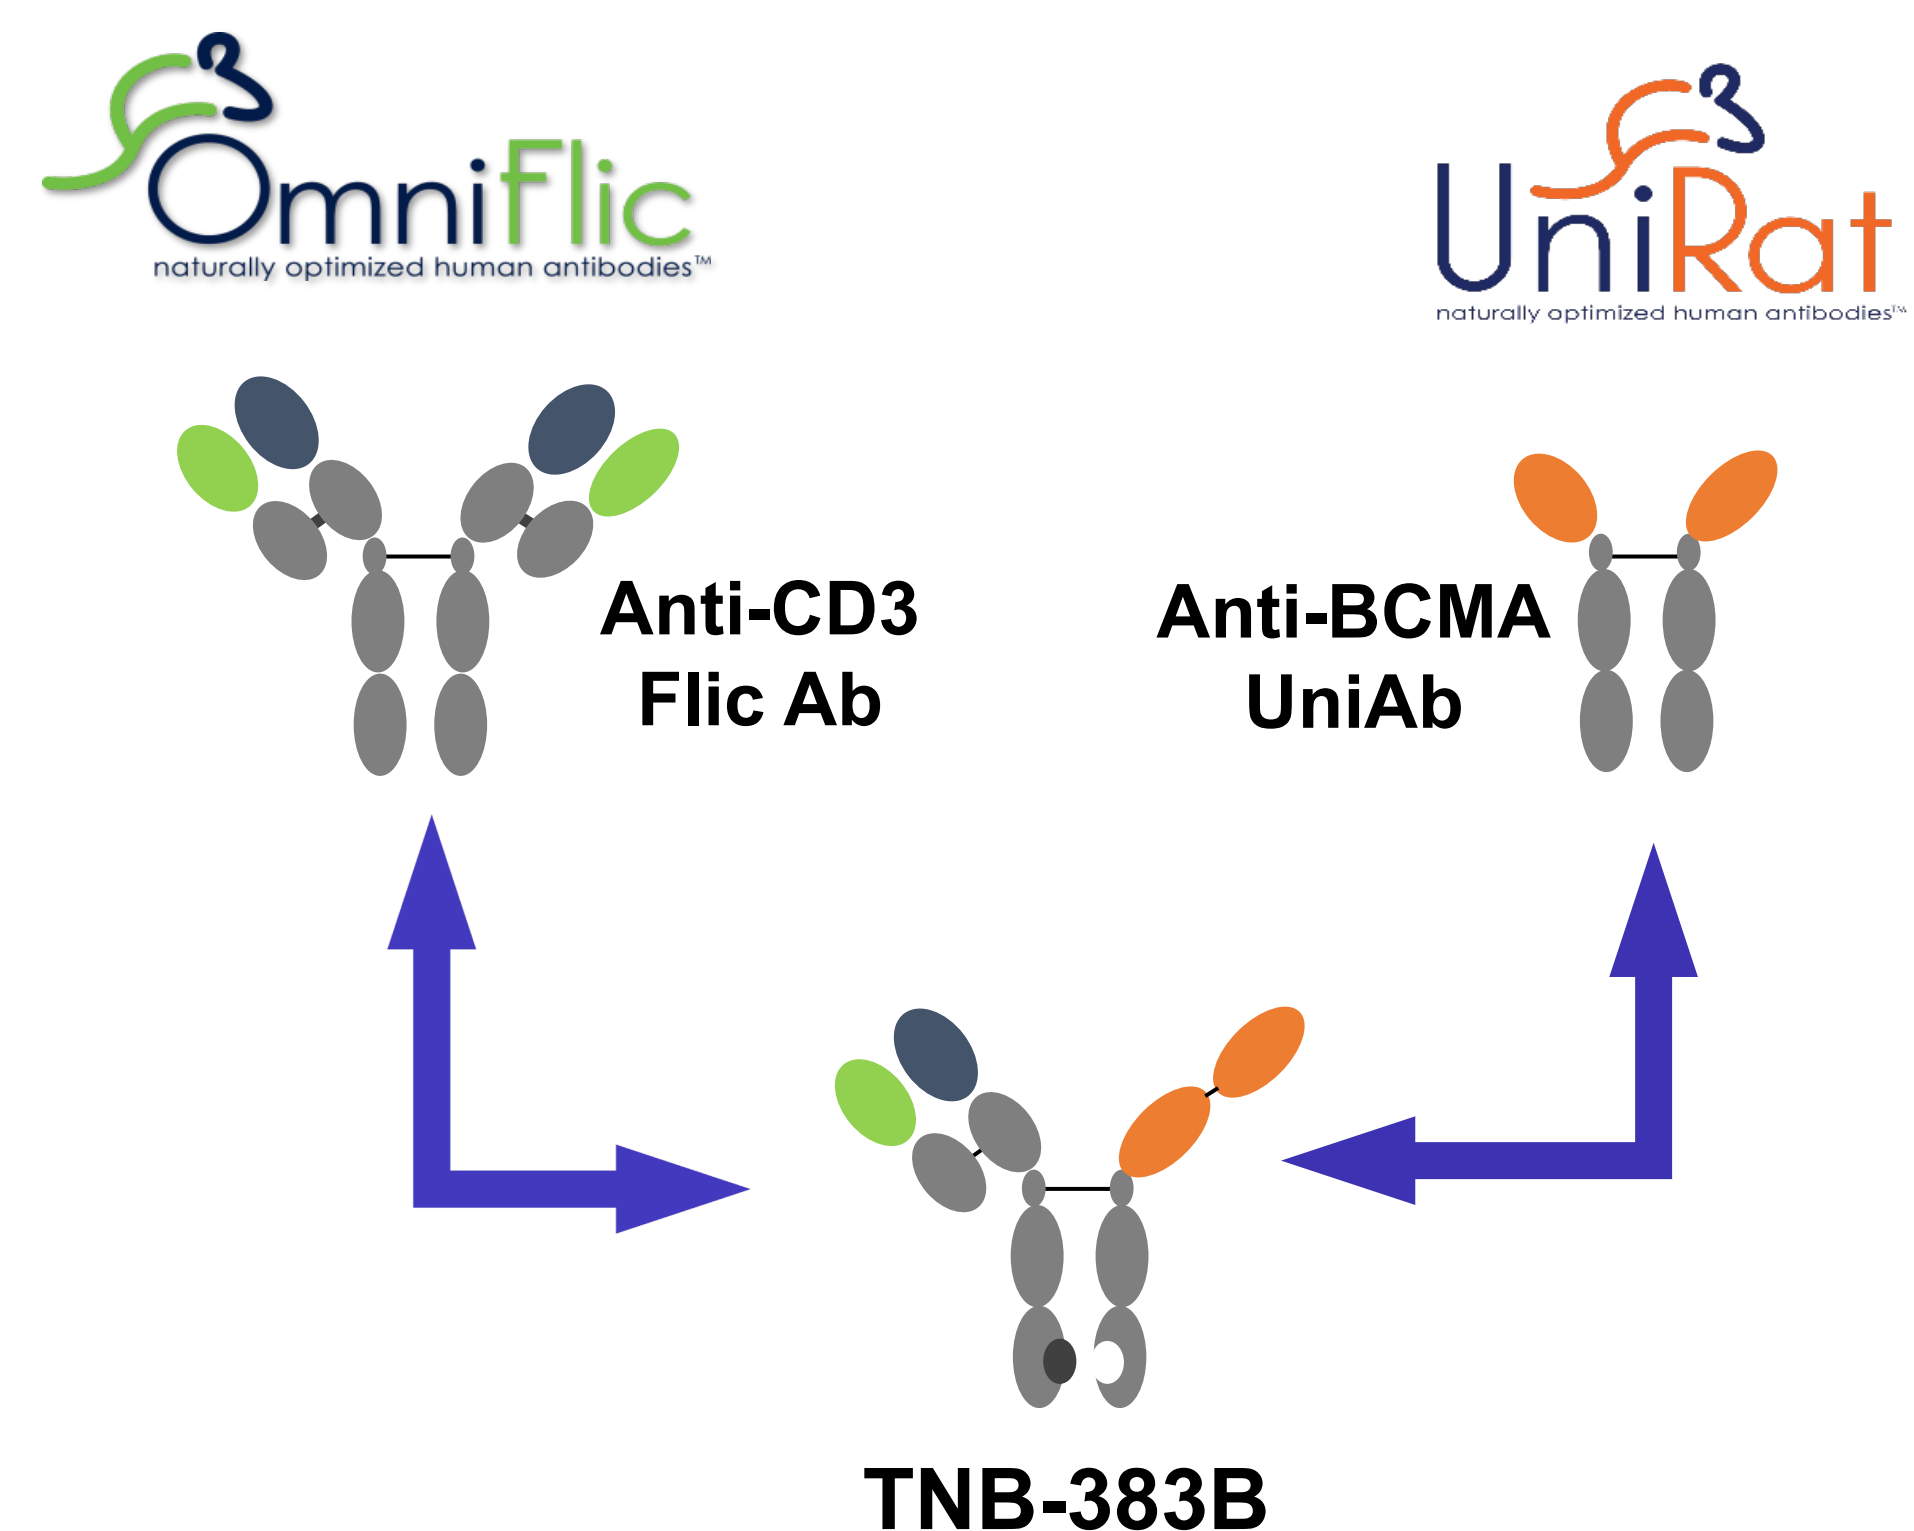 OmniFlic
naturally optimized human antibodies™
UniRat
naturally optimized human antibodies™
Anti-CD3
Flic Ab
Anti-BCMA
UniAb
TNB-383B